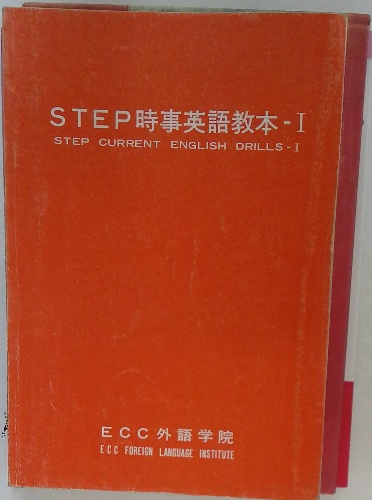 STEP時事英語教本-I
STEP CURRENT ENGLISH DRILLS-I
ECC外語学院
ECC FOREIGN LANGUAGE INSTITUTE